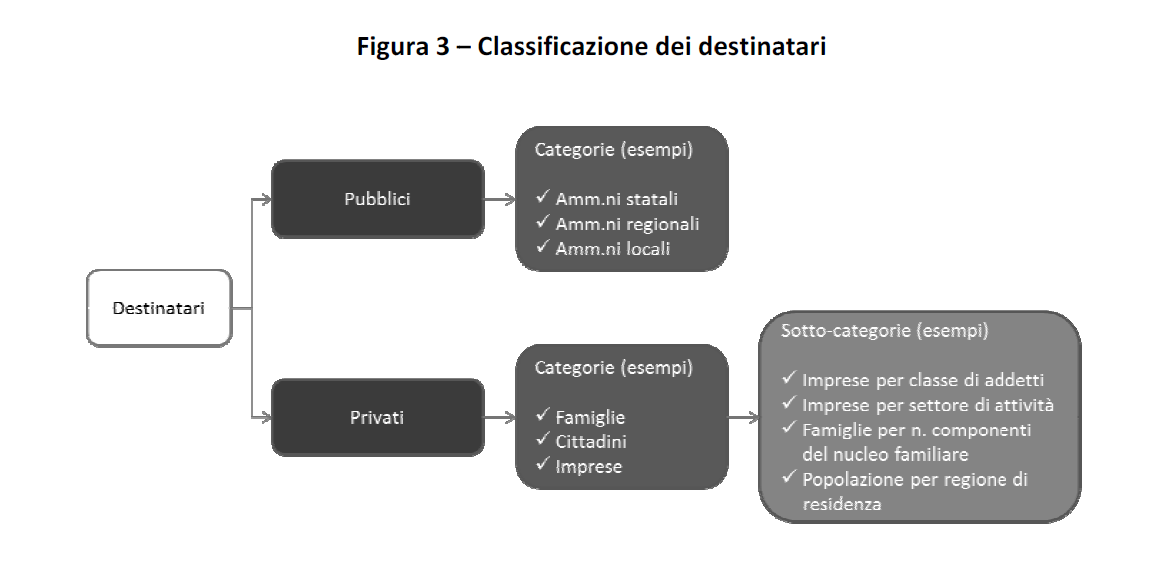 Figura 3 – Classificazione dei destinatari
Destinatari
Pubblici
Categorie (esempi)
✓ Amm.ni statali
✓ Amm.ni regionali
✓ Amm.ni locali
Privati
Categorie (esempi)
✓ Famiglie
✓ Cittadini
✓ Imprese
Sotto-categorie (esempi)
✓ Imprese per classe di addetti
✓ Imprese per settore di attività
✓ Famiglie per n. componenti
del nucleo familiare
✓ Popolazione per regione di
residenza